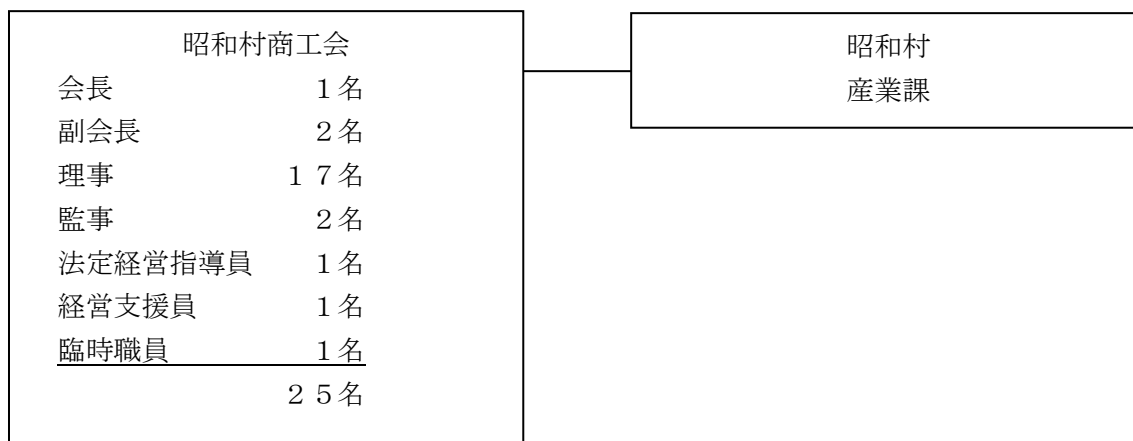 昭和村商工会
会長 1名
副会長 2名
理事 17名
監事 2名
法定経営指導員 1名
経営支援員 1名
臨時職員 1名
25名
昭和村
産業課